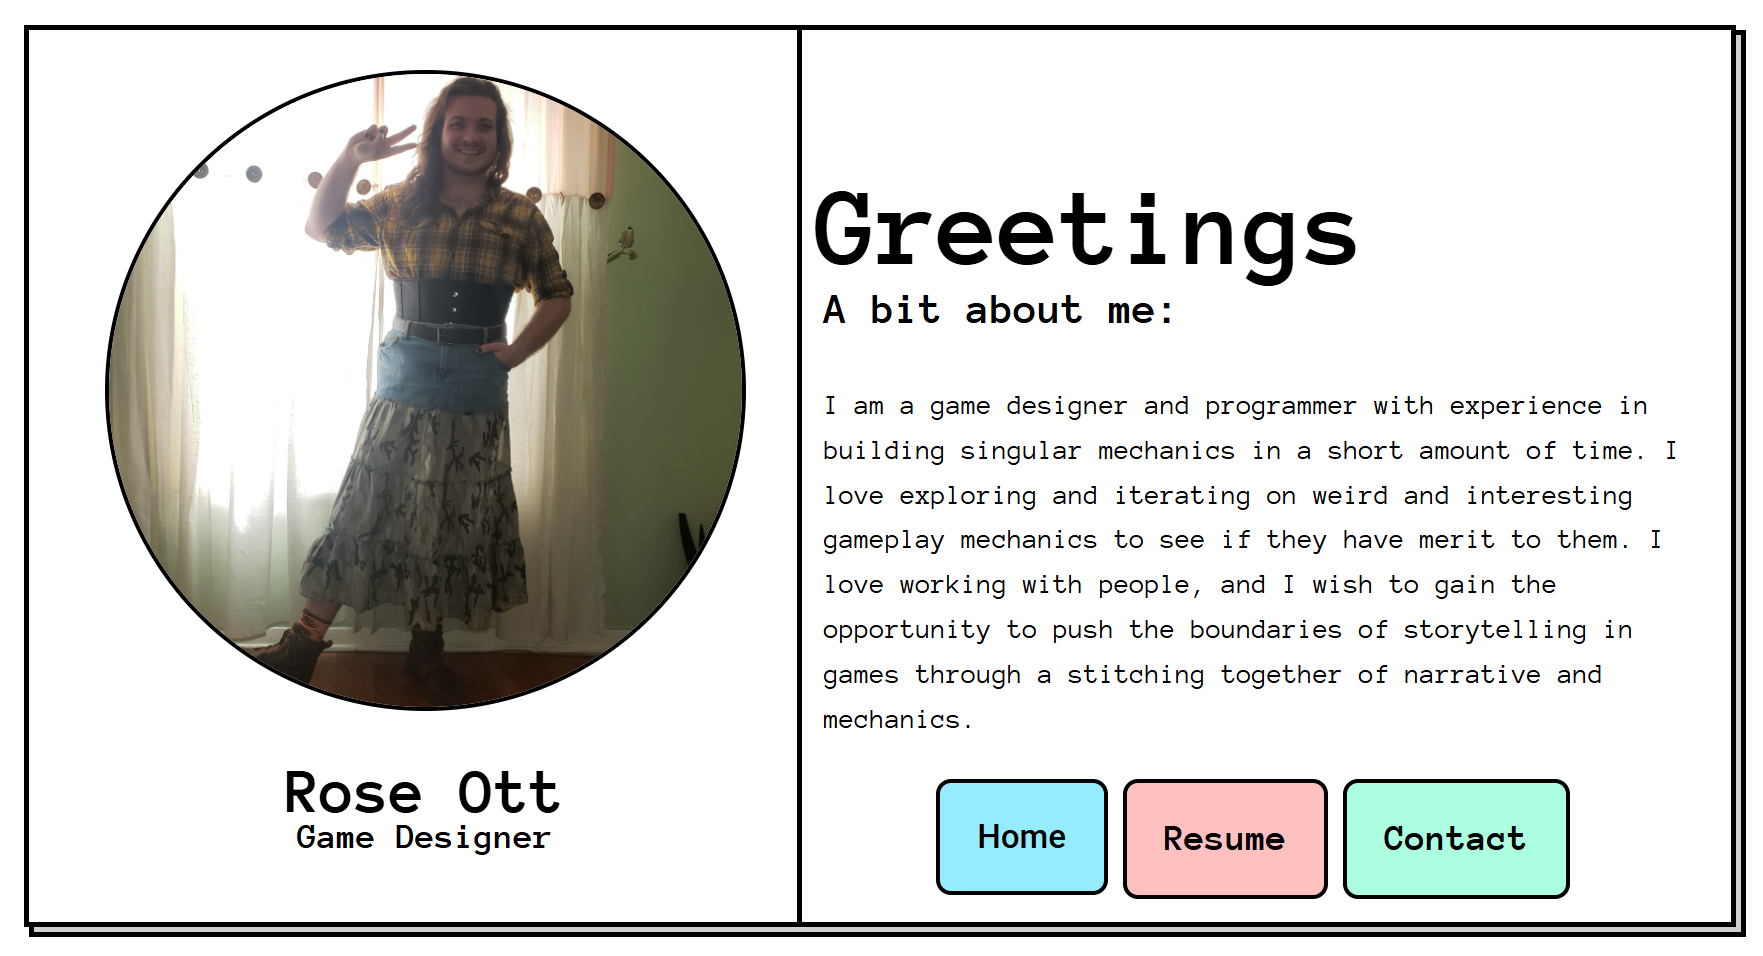 Rose Ott
Game Designer
Greetings
A bit about me:
I am a game designer and programmer with experience in
building singular mechanics in a short amount of time. I
love exploring and iterating on weird and interesting
gameplay mechanics to see if they have merit to them. I
love working with people, and I wish to gain the
opportunity to push the boundaries of storytelling in
games through a stitching together of narrative and
mechanics.
Home
Resume
Contact